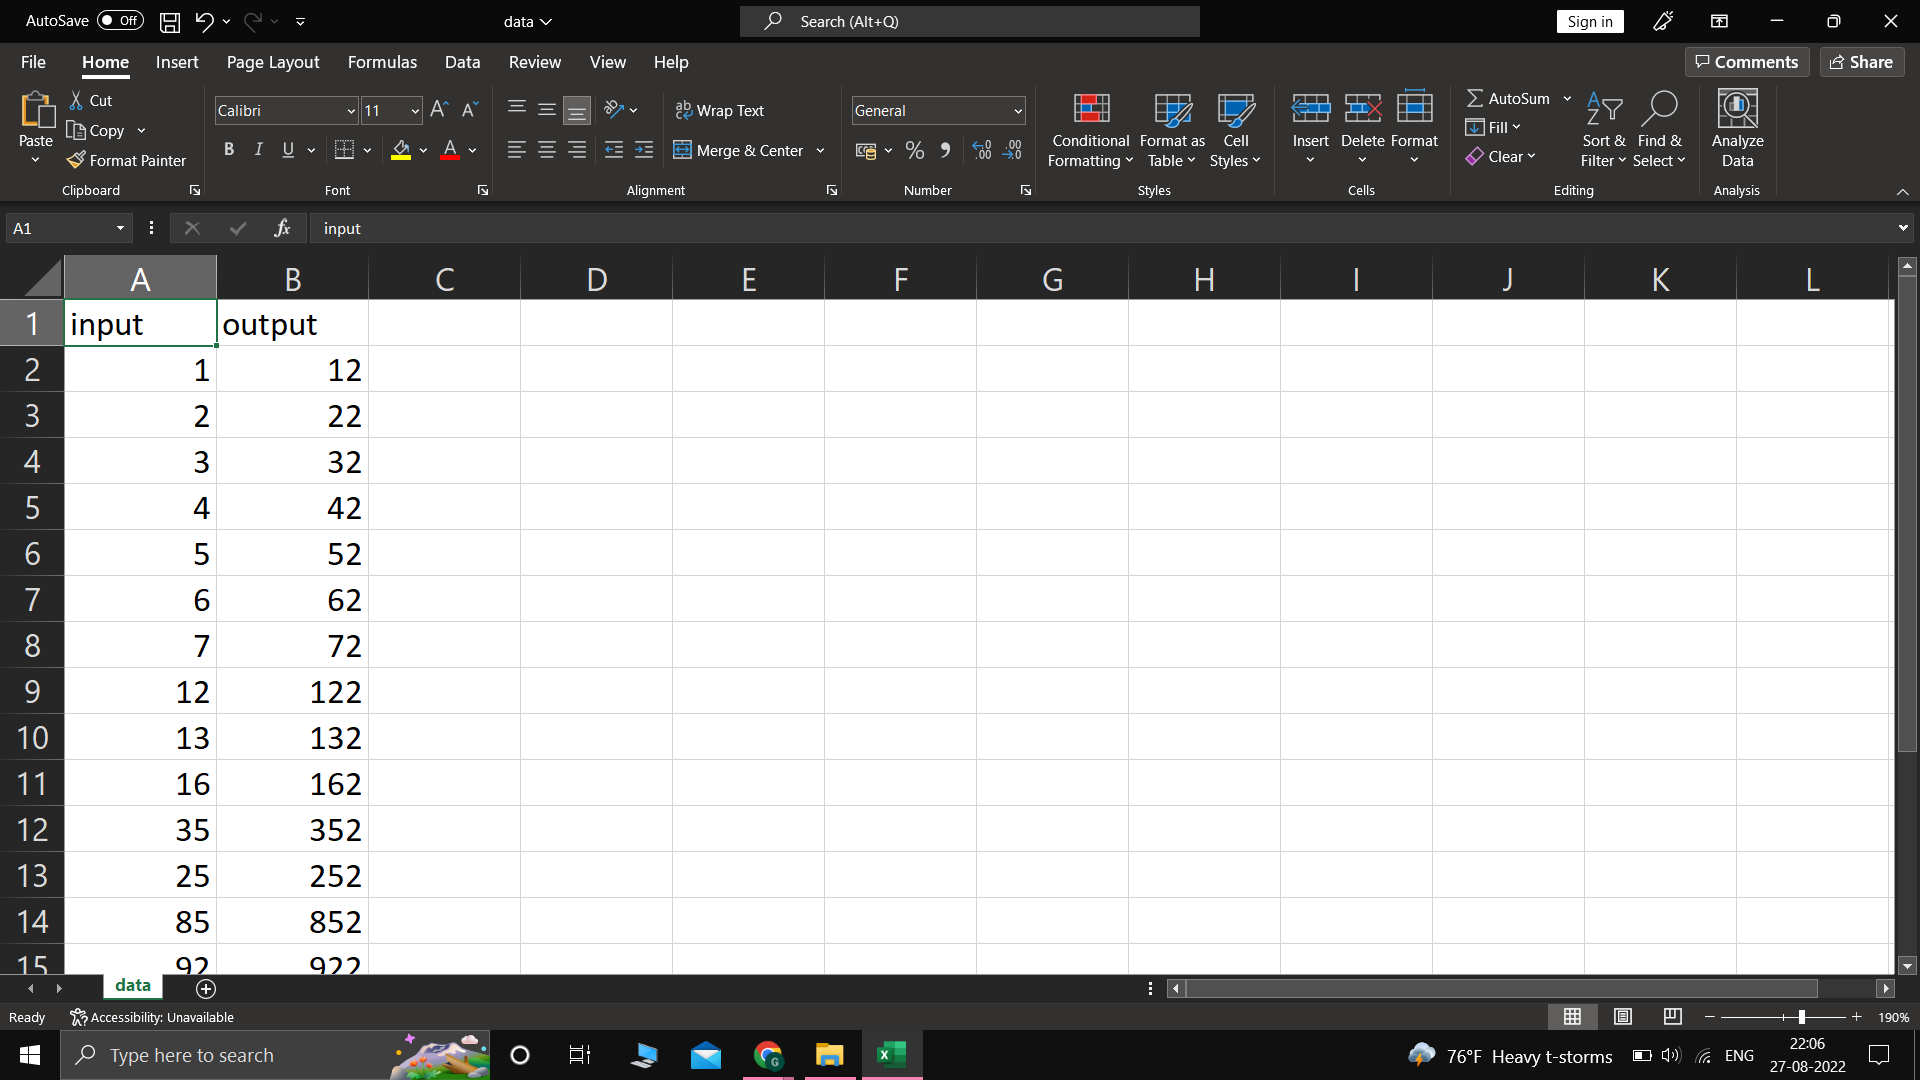 AutoSave Off data Search (Alt+Q) Sign in
File Home Insert Page Layout Formulas Data Review View Help Comments Share
Paste Cut Copy Format Painter Clipboard
Calibri 11 B I U A Font
Wrap Text Merge & Center Alignment
General % Number
Conditional Formatting Format as Table Cell Styles Styles
Insert Delete Format Cells
AutoSum Fill Clear Sort & Filter Find & Select Editing
Analyze Data Analysis
A1 fx input
A B C D E F G H I J K L
1 input output
2 1 12
3 2 22
4 3 32
5 4 42
6 5 52
7 6 62
8 7 72
9 12 122
10 13 132
11 16 162
12 35 352
13 25 252
14 85 852
15 92 922
data
Ready Accessibility: Unavailable 190%
Type here to search 76°F Heavy t-storms ENG 22:06
27-08-2022